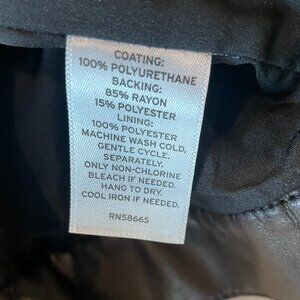 COATING:
100% POLYURETHANE
BACKING:
85% RAYON
15% POLYESTER
LINING:
100% POLYESTER
MACHINE WASH COLD,
GENTLE CYCLE.
SEPARATELY.
ONLY NON-CHLORINE
BLEACH IF NEEDED.
HANG TO DRY.
COOL IRON IF NEEDED.
RN58665